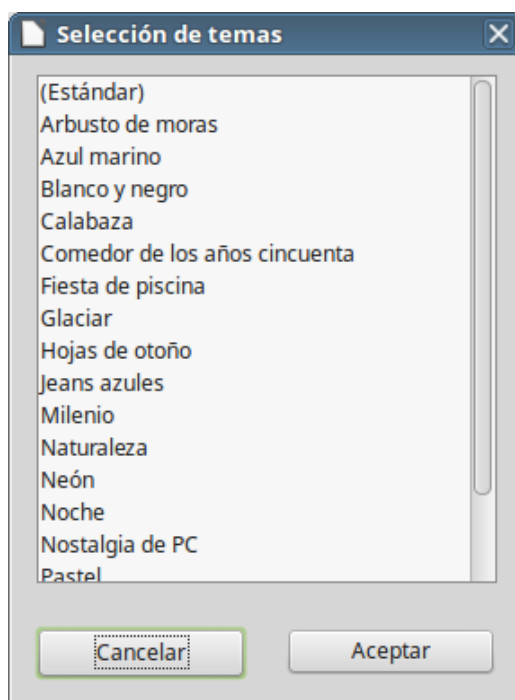 Selección de temas
(Estándar)
Arbusto de moras
Azul marino
Blanco y negro
Calabaza
Comedor de los años cincuenta
Fiesta de piscina
Glaciar
Hojas de otoño
Jeans azules
Milenio
Naturaleza
Neón
Noche
Nostalgia de PC
Pastel
Cancelar Aceptar